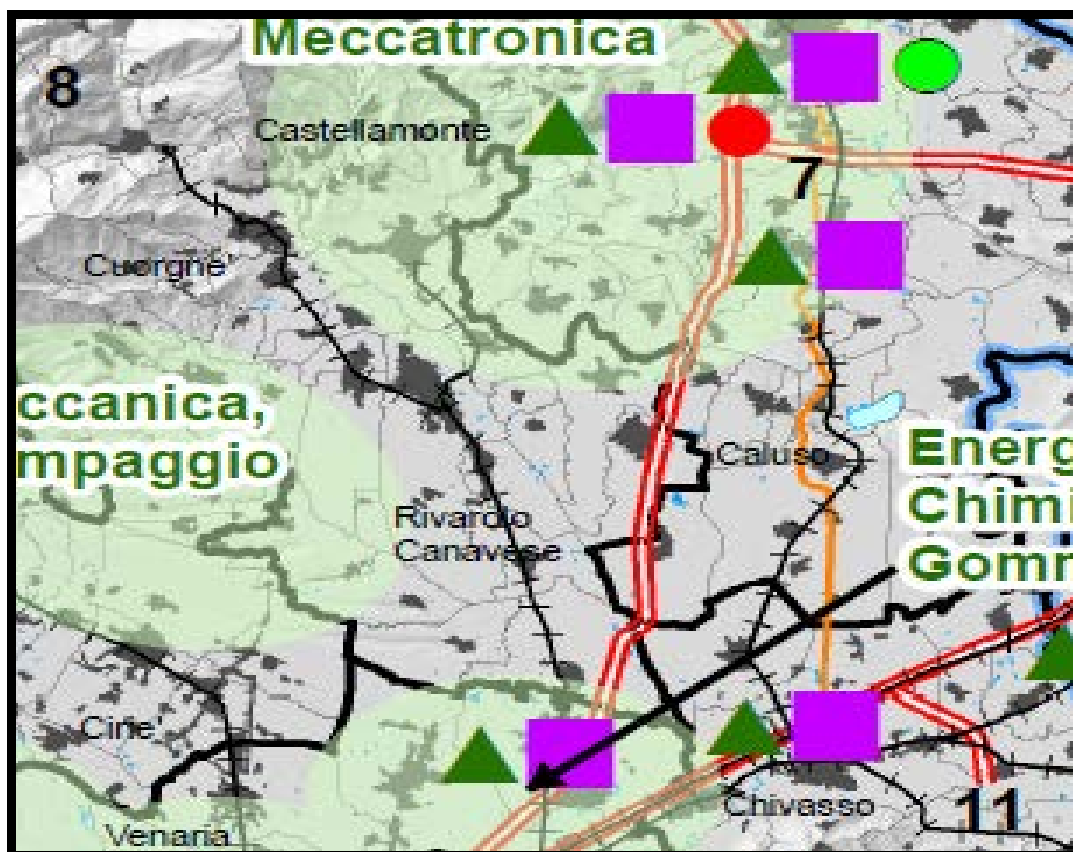 Meccatronica
8
Castellamonte
7
Cuorgne'
ccanica,
mpaggio
Caluso
Energ
Chimi
Gomm
Rivarolo
Canavese
Cirie'
Chivasso
11
Venaria